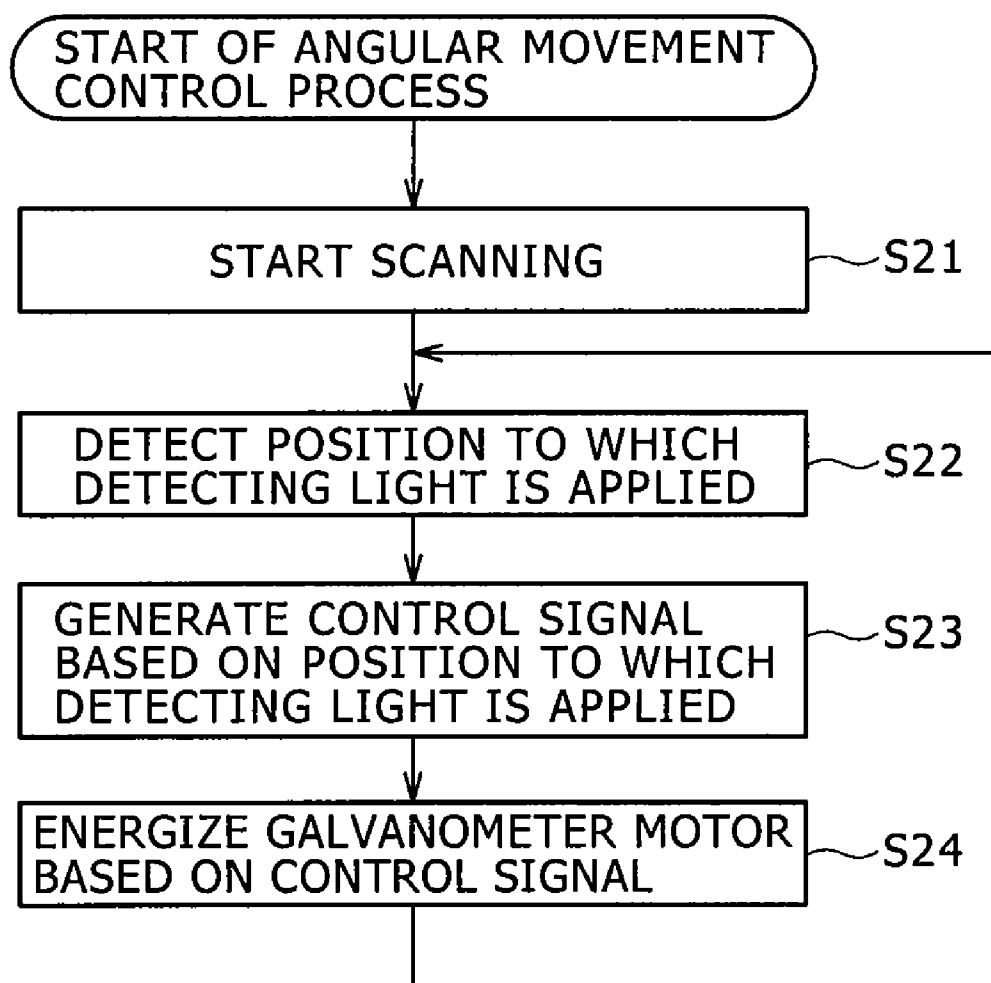 START OF ANGULAR MOVEMENT
CONTROL PROCESS
START SCANNING
S21
DETECT POSITION TO WHICH
DETECTING LIGHT IS APPLIED
S22
GENERATE CONTROL SIGNAL
BASED ON POSITION TO WHICH
DETECTING LIGHT IS APPLIED
S23
ENERGIZE GALVANOMETER MOTOR
BASED ON CONTROL SIGNAL
S24